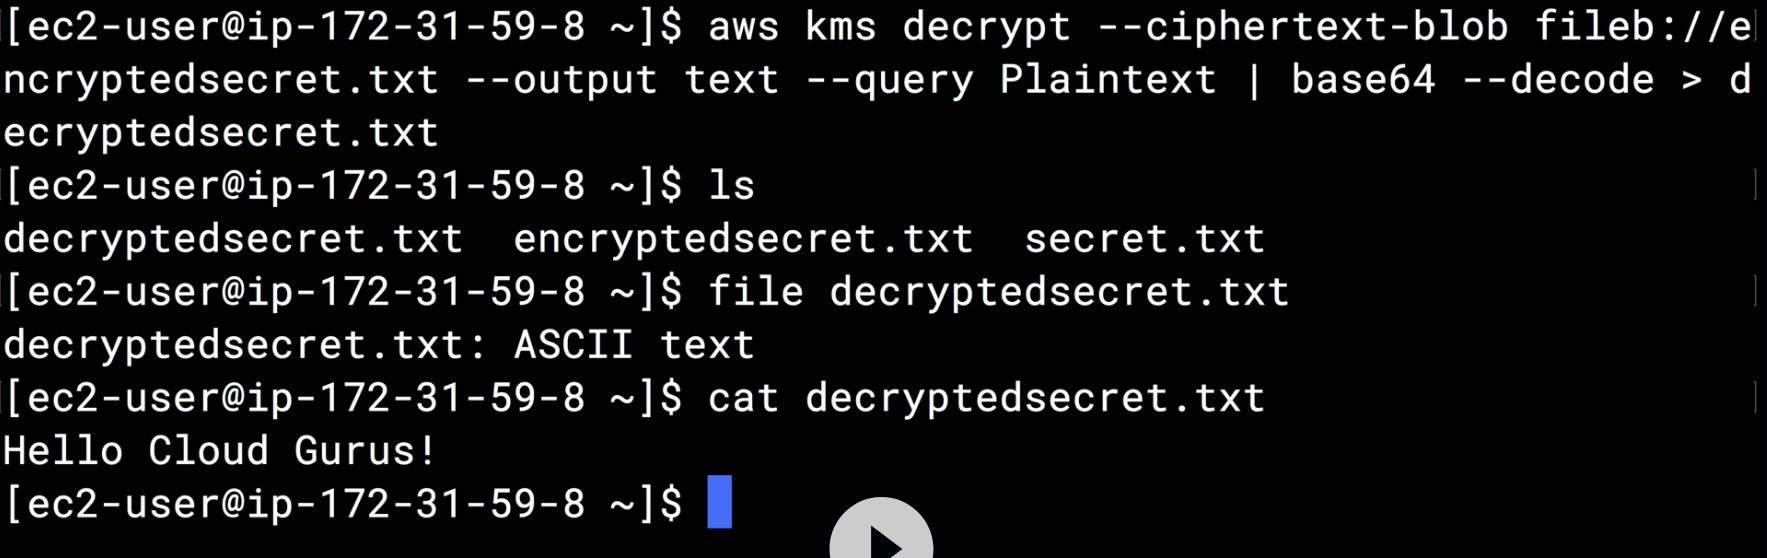 [ec2-user@ip-172-31-59-8 ~]$ aws kms decrypt --ciphertext-blob fileb://e
ncryptedsecret.txt --output text --query Plaintext | base64 --decode > d
ecryptedsecret.txt
[ec2-user@ip-172-31-59-8 ~]$ ls
decryptedsecret.txt  encryptedsecret.txt  secret.txt
[ec2-user@ip-172-31-59-8 ~]$ file decryptedsecret.txt
decryptedsecret.txt: ASCII text
[ec2-user@ip-172-31-59-8 ~]$ cat decryptedsecret.txt
Hello Cloud Gurus!
[ec2-user@ip-172-31-59-8 ~]$